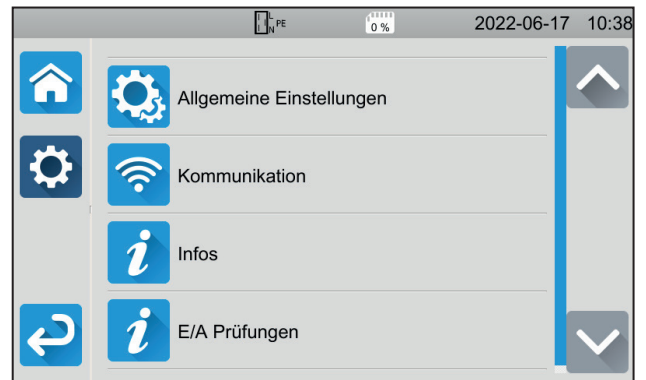 L
N PE
0 %
2022-06-17 10:38
Allgemeine Einstellungen
Kommunikation
i Infos
i E/A Prüfungen